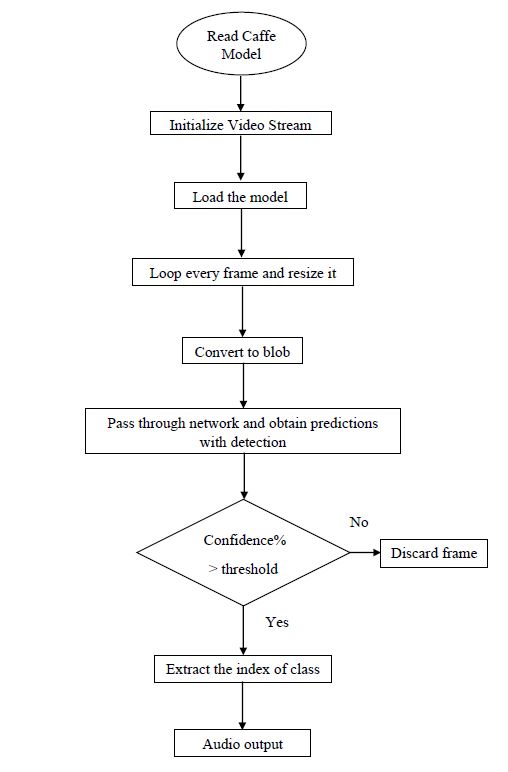 Read Caffe
Model
Initialize Video Stream
Load the model
Loop every frame and resize it
Convert to blob
Pass through network and obtain predictions
with detection
Confidence%
> threshold
No
Discard frame
Yes
Extract the index of class
Audio output